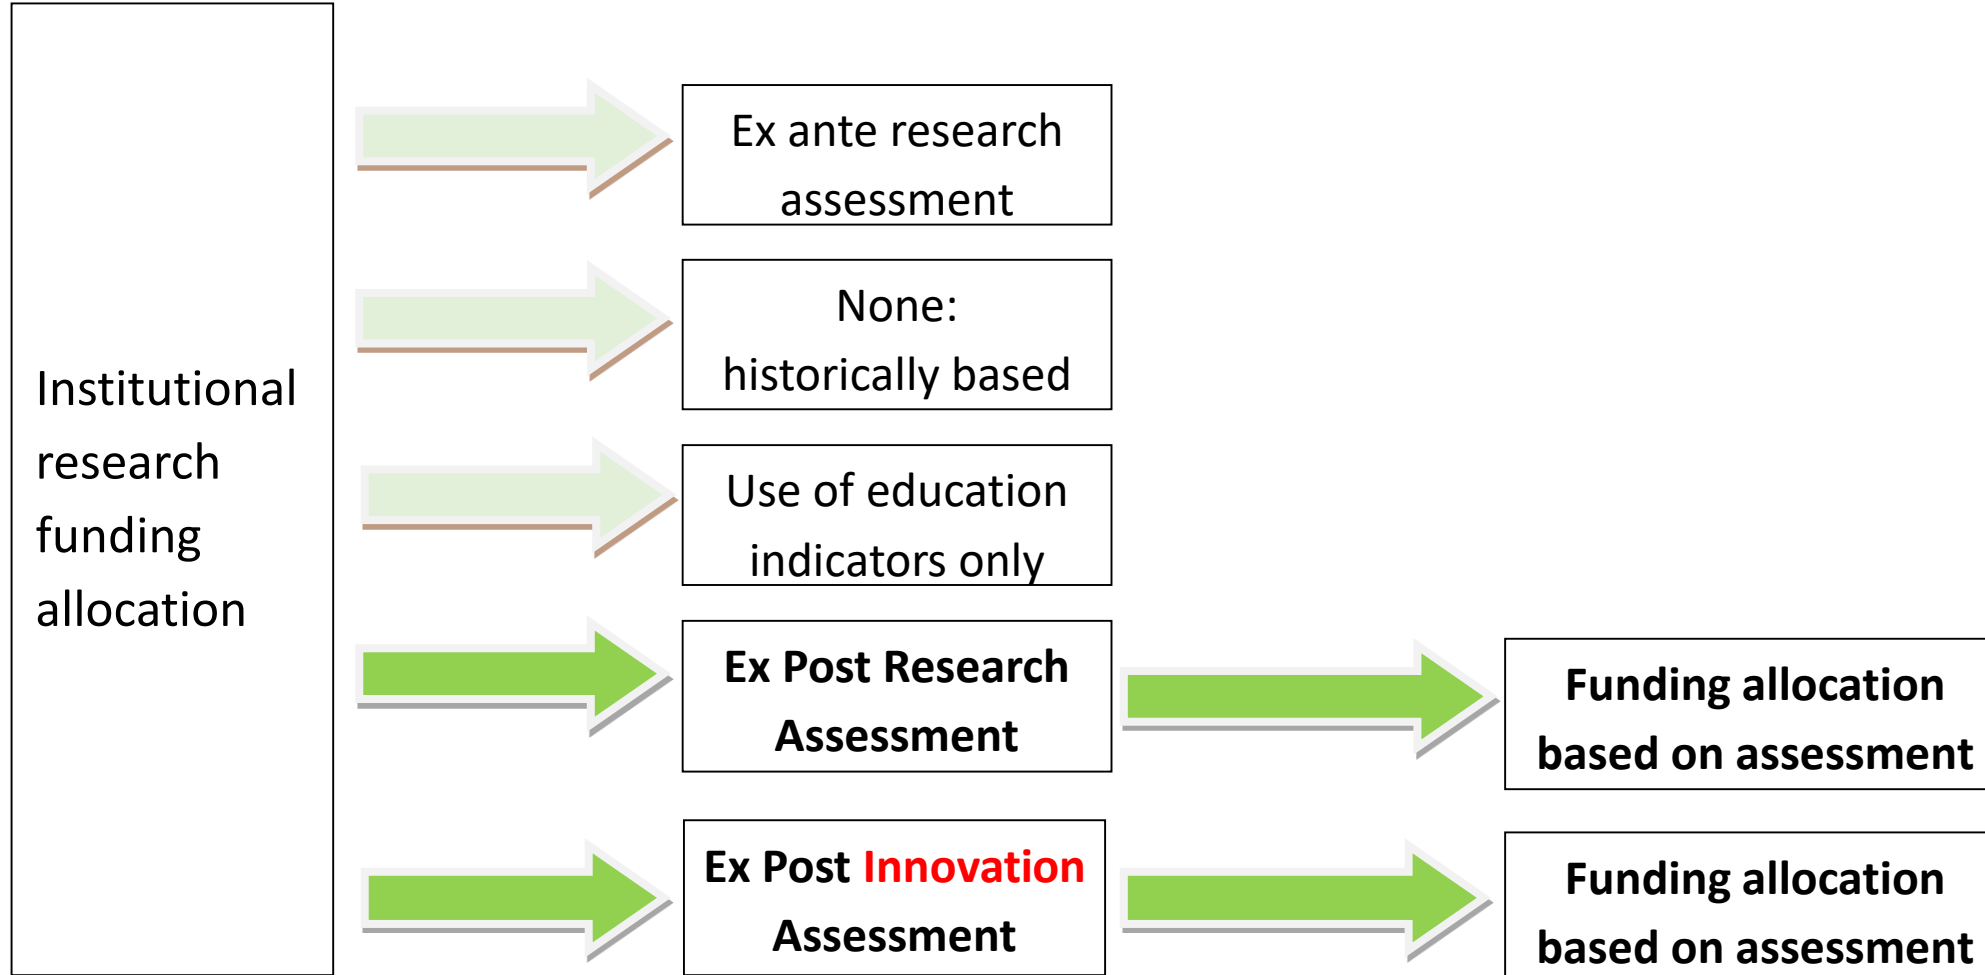 Institutional
research
funding
allocation
Ex ante research
assessment
None:
historically based
Use of education
indicators only
Ex Post Research
Assessment
Funding allocation
based on assessment
Ex Post Innovation
Assessment
Funding allocation
based on assessment